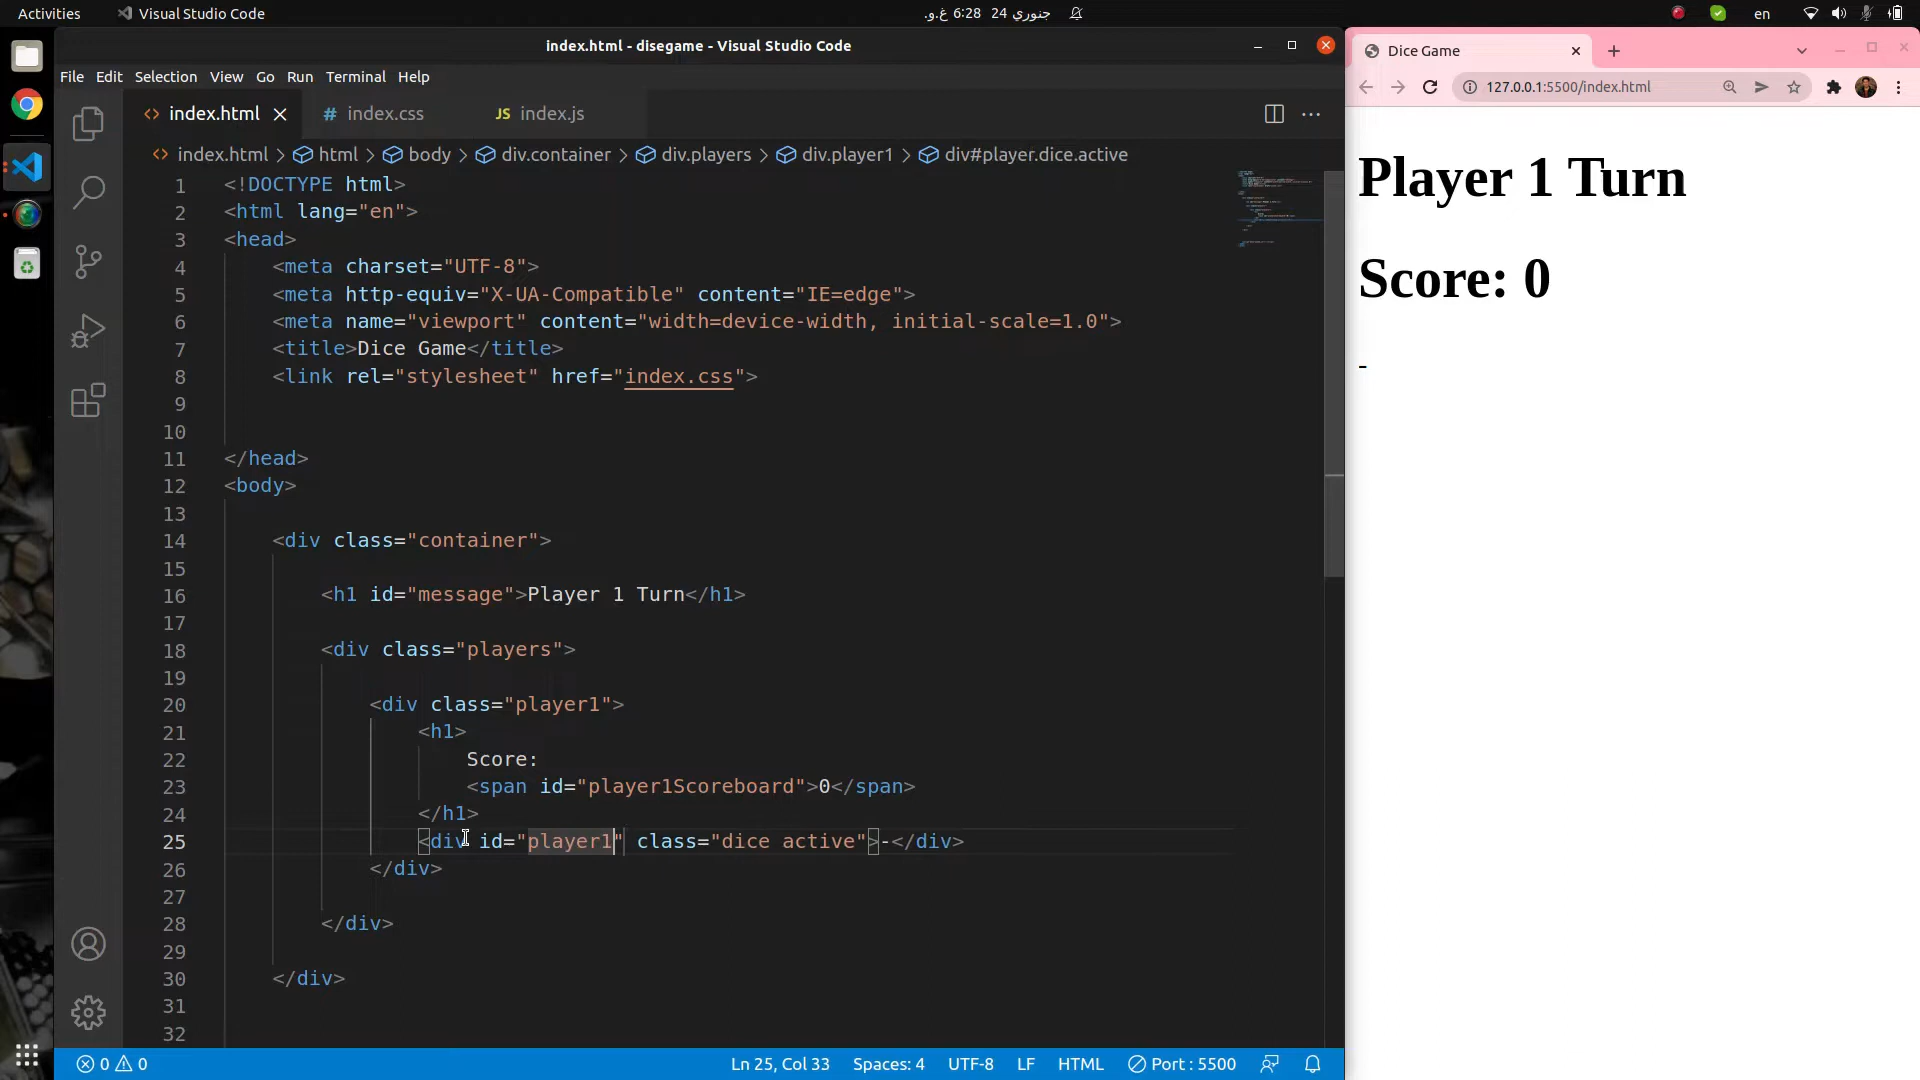 Activities
Visual Studio Code
جنوري 24  6:28 غ.و.
en
index.html - disegame - Visual Studio Code
File Edit Selection View Go Run Terminal Help
index.html
# index.css
JS index.js
index.html > html > body > div.container > div.players > div.player1 > div#player.dice.active
1 <!DOCTYPE html>
2 <html lang="en">
3 <head>
4 <meta charset="UTF-8">
5 <meta http-equiv="X-UA-Compatible" content="IE=edge">
6 <meta name="viewport" content="width=device-width, initial-scale=1.0">
7 <title>Dice Game</title>
8 <link rel="stylesheet" href="index.css">
9
10
11 </head>
12 <body>
13
14 <div class="container">
15
16 <h1 id="message">Player 1 Turn</h1>
17
18 <div class="players">
19
20 <div class="player1">
21 <h1>
22 Score:
23 <span id="player1Scoreboard">0</span>
24 </h1>
25 <div id="player1" class="dice active">-</div>
26 </div>
27
28 </div>
29
30 </div>
31
32
0 0
Ln 25, Col 33
Spaces: 4
UTF-8
LF
HTML
Port : 5500
Dice Game
127.0.0.1:5500/index.html
Player 1 Turn
Score: 0
-